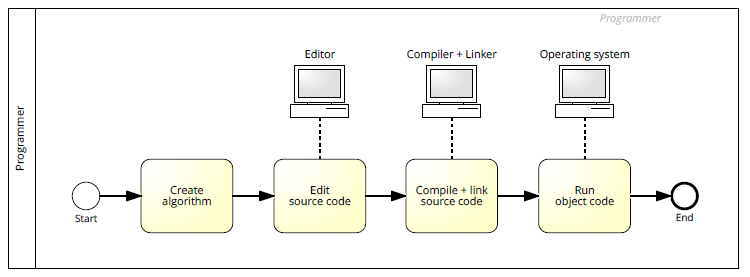 Programmer
Programmer
Editor
Compiler + Linker
Operating system
Start
Create
algorithm
Edit
source code
Compile + link
source code
Run
object code
End